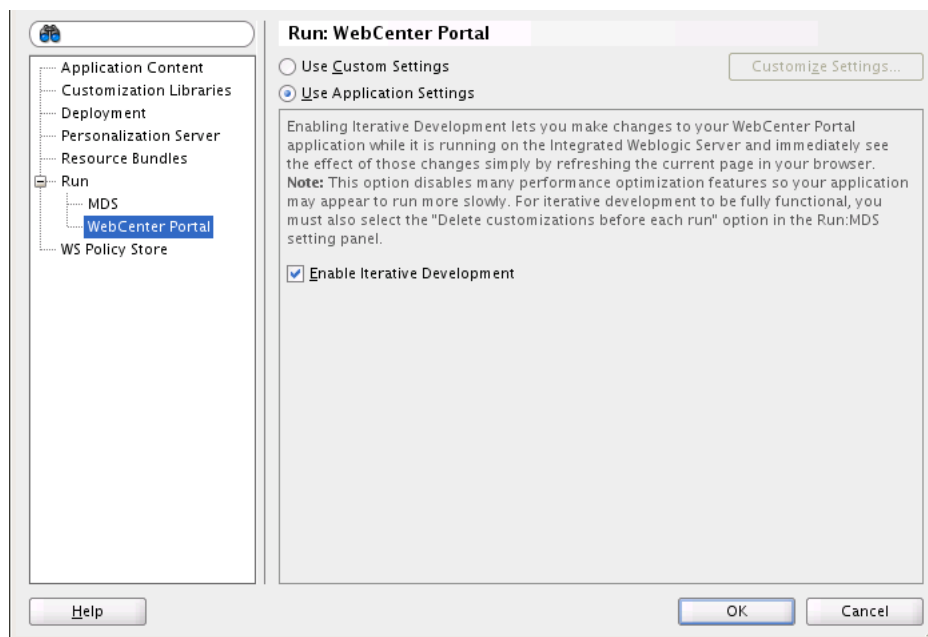 Run: WebCenter Portal
Application Content
Customization Libraries
Deployment
Personalization Server
Resource Bundles
Run
MDS
WebCenter Portal
WS Policy Store
Use Custom Settings
Customize Settings...
Use Application Settings
Enabling Iterative Development lets you make changes to your WebCenter Portal
application while it is running on the Integrated Weblogic Server and immediately see
the effect of those changes simply by refreshing the current page in your browser.
Note: This option disables many performance optimization features so your application
may appear to run more slowly. For iterative development to be fully functional, you
must also select the "Delete customizations before each run" option in the Run:MDS
setting panel.
Enable Iterative Development
Help
OK
Cancel